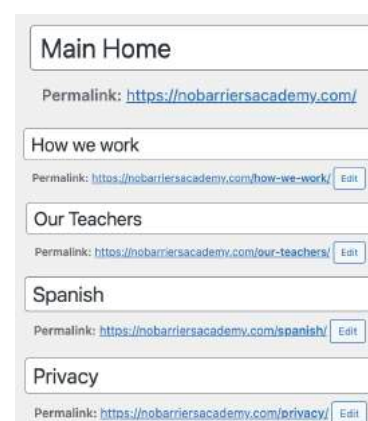 Main Home
Permalink: https://nobarriersacademy.com/
How we work
Permalink: https://nobarriersacademy.com/how-we-work/ Edit
Our Teachers
Permalink: https://nobarriersacademy.com/our-teachers/ Edit
Spanish
Permalink: https://nobarriersacademy.com/spanish/ Edit
Privacy
Permalink: https://nobarriersacademy.com/privacy/ Edit